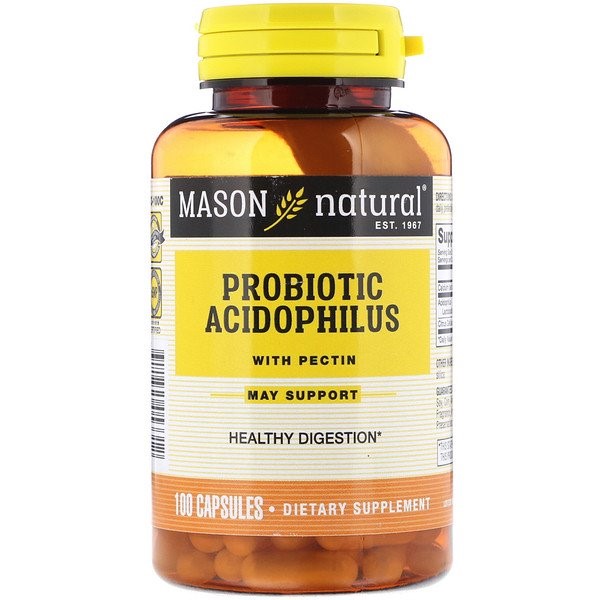 MASON natural®
EST. 1967
PROBIOTIC
ACIDOPHILUS
WITH PECTIN
MAY SUPPORT
HEALTHY DIGESTION*
100 CAPSULES • DIETARY SUPPLEMENT